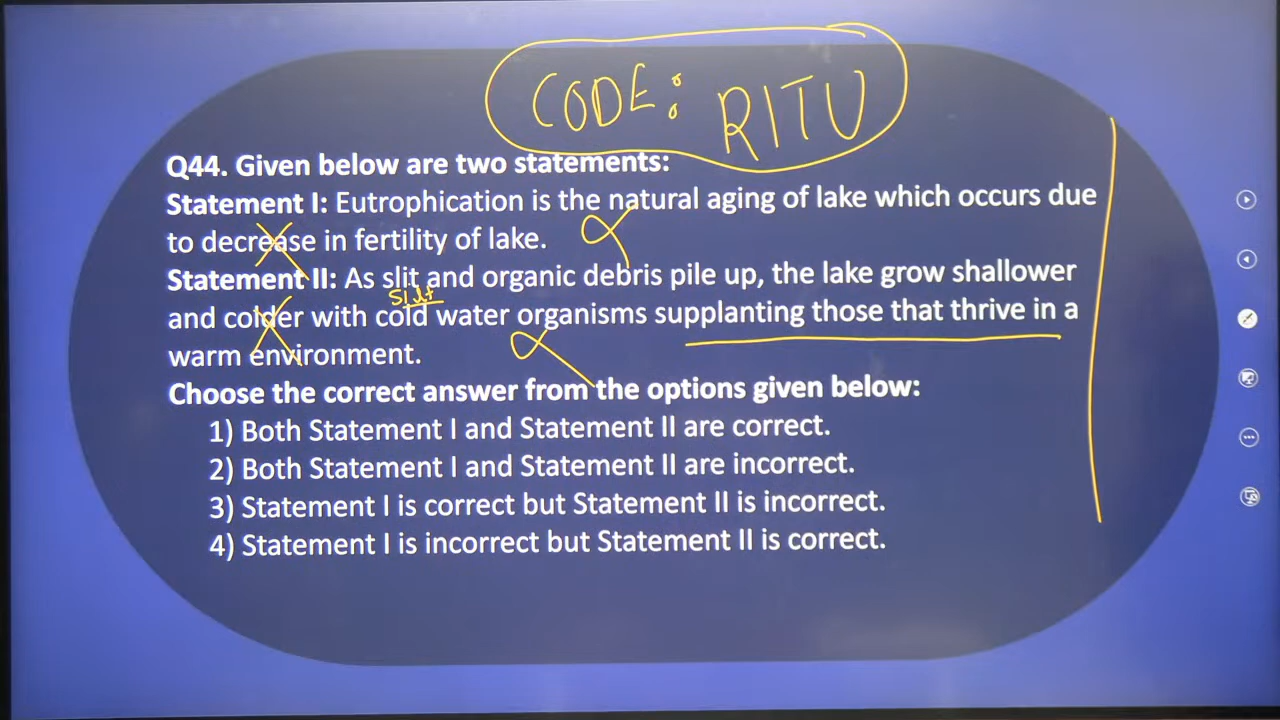 CODE: RITU
Q44. Given below are two statements:
Statement I: Eutrophication is the natural aging of lake which occurs due
to decrease in fertility of lake.
Statement II: As slit and organic debris pile up, the lake grow shallower
silt
and colder with cold water organisms supplanting those that thrive in a
warm environment.
Choose the correct answer from the options given below:
1) Both Statement I and Statement II are correct.
2) Both Statement I and Statement II are incorrect.
3) Statement I is correct but Statement II is incorrect.
4) Statement I is incorrect but Statement II is correct.